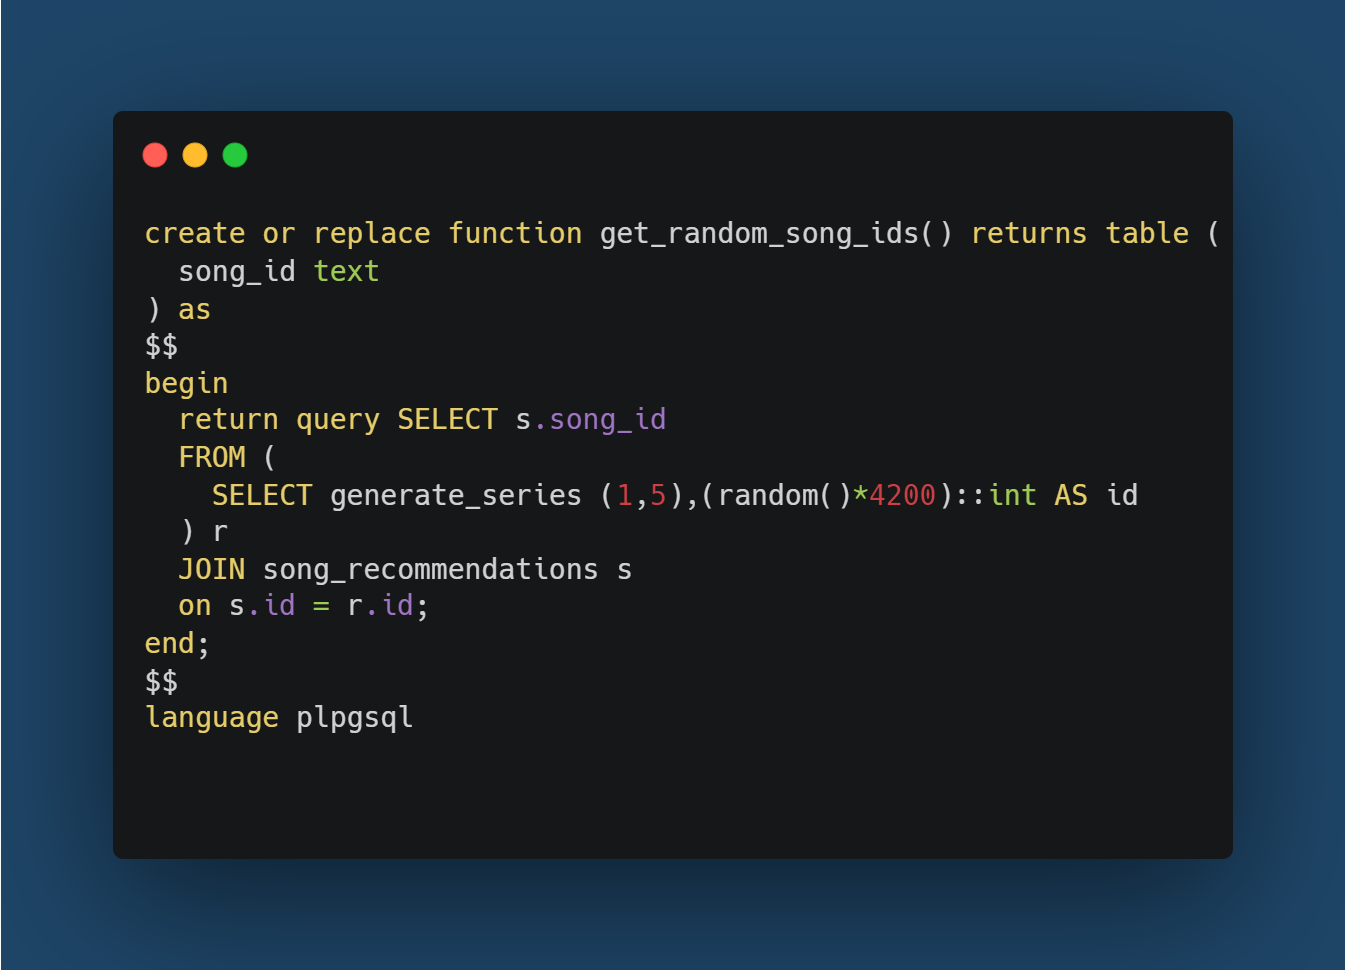 create or replace function get_random_song_ids() returns table (
  song_id text
) as
$$
begin
  return query SELECT s.song_id
  FROM (
    SELECT generate_series (1,5),(random()*4200)::int AS id
  ) r
  JOIN song_recommendations s
  on s.id = r.id;
end;
$$
language plpgsql